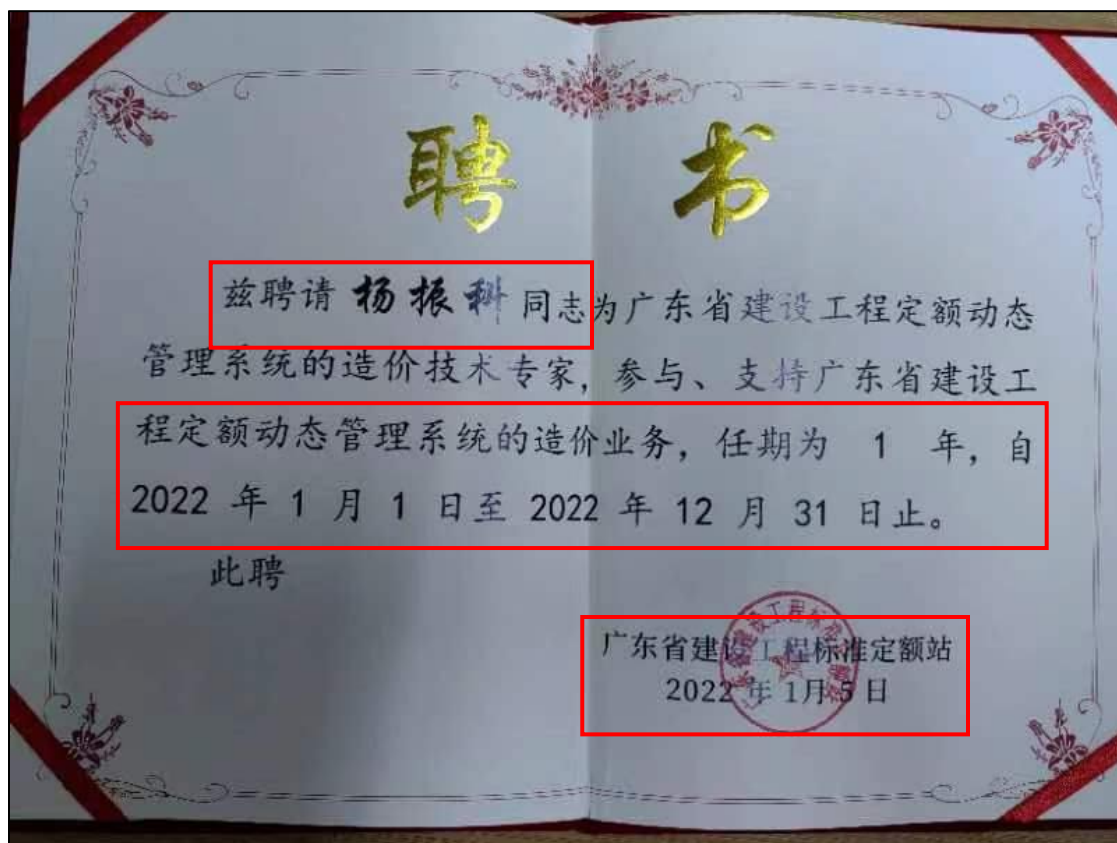 聘 书
兹聘请 杨振科 同志为广东省建设工程定额动态
管理系统的造价技术专家，参与、支持广东省建设工
程定额动态管理系统的造价业务，任期为 1 年，自
2022 年 1 月 1 日至 2022 年 12 月 31 日止。
此聘
广东省建设工程标准定额站
2022 年 1月 5 日